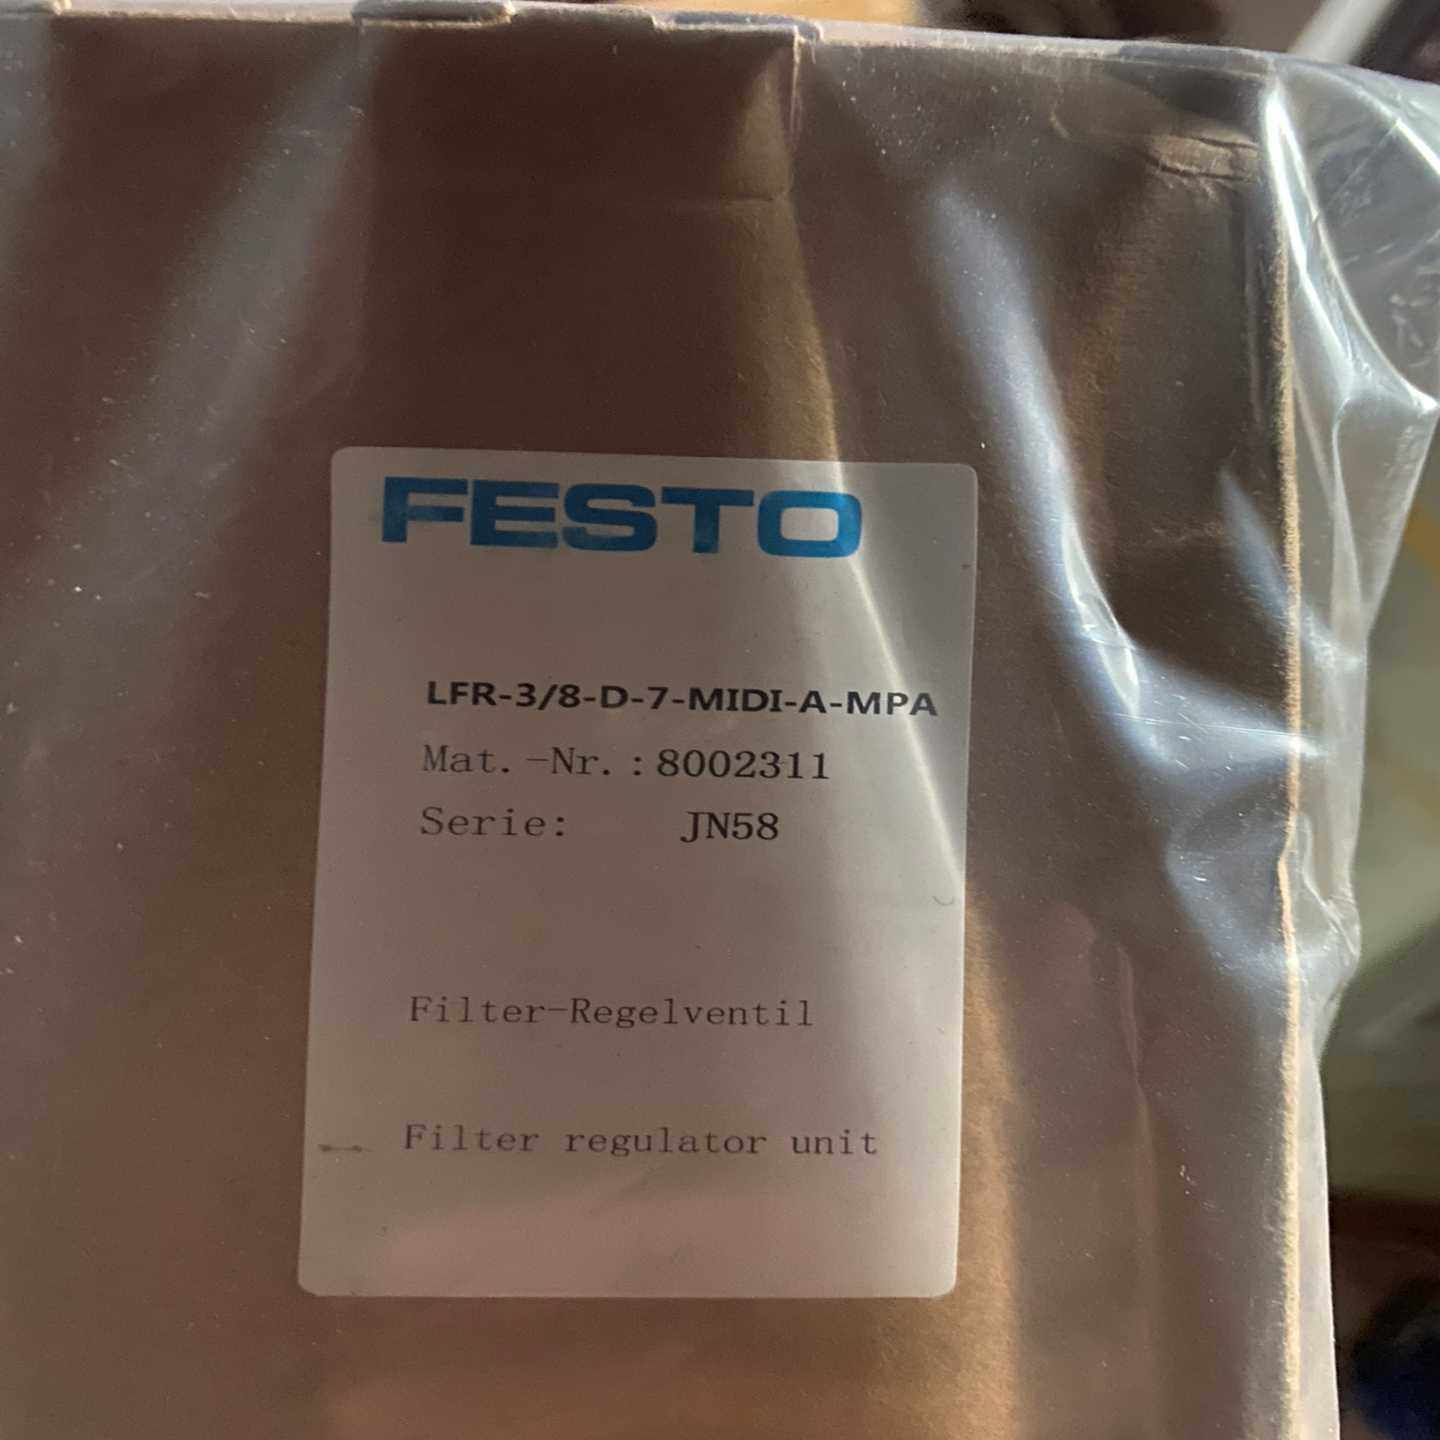 FESTO
LFR-3/8-D-7-MIDI-A-MPA
Mat.-Nr.:8002311
Serie: JN58
Filter-Regelventil
Filter regulator unit